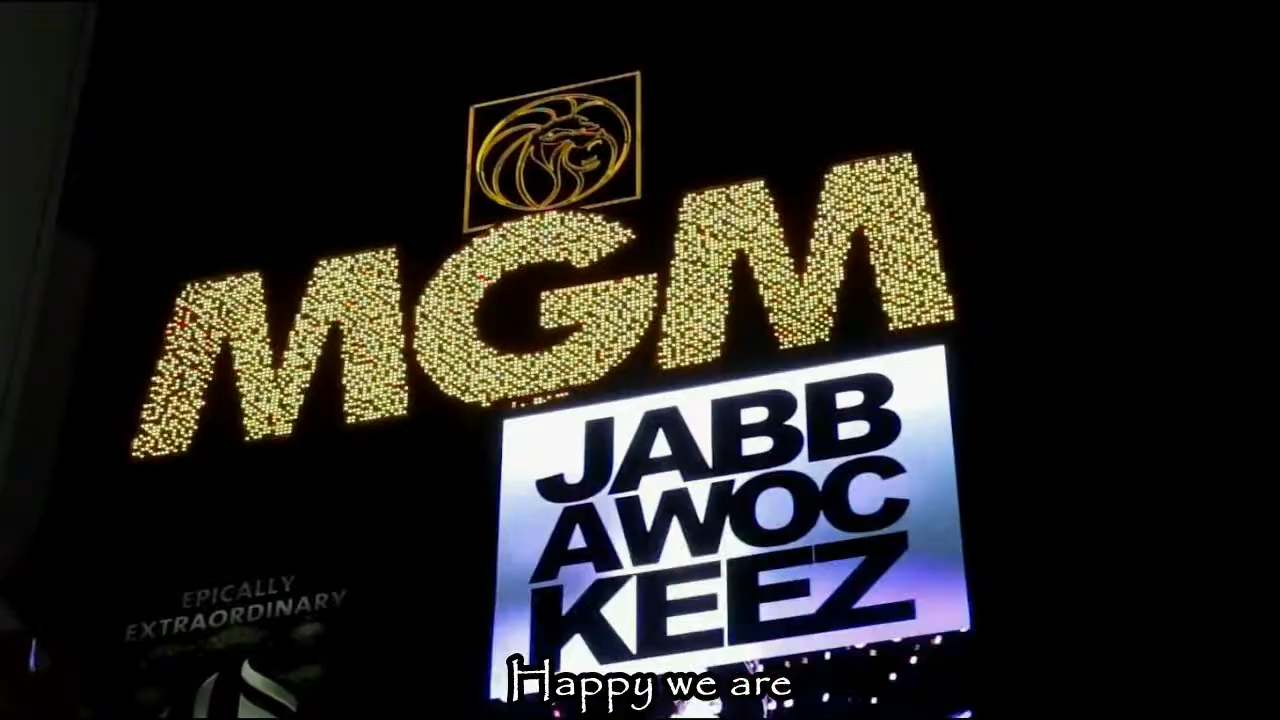 MGM
JABB
AWOC
KEEZ
EPICALLY
EXTRAORDINARY
Happy we are